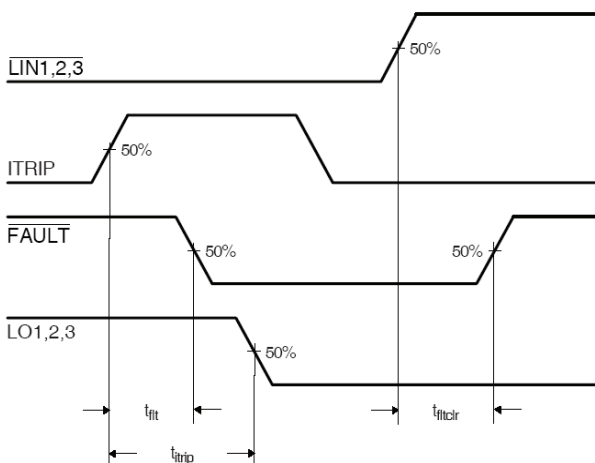 LIN1,2,3
50%
50%
ITRIP
FAULT
50%
50%
LO1,2,3
50%
tflt
tfltclr
titrip